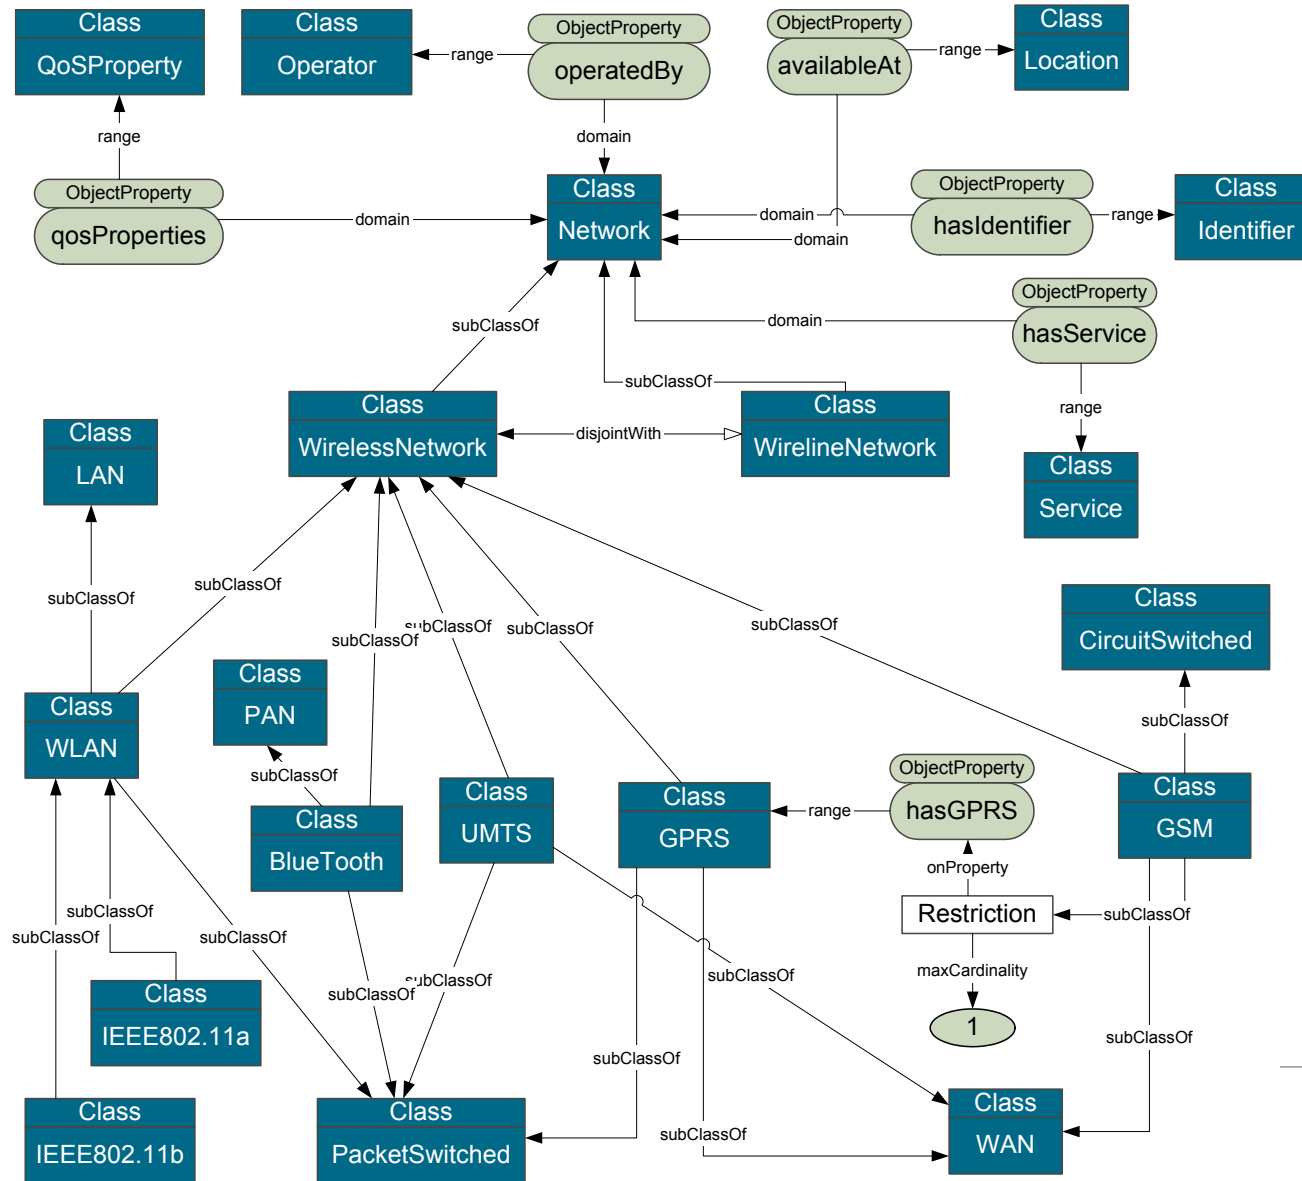 Class
QoSProperty
Class
Operator
ObjectProperty
operatedBy
ObjectProperty
availableAt
Class
Location
range
range
range
domain
ObjectProperty
qosProperties
domain
Class
Network
domain
domain
ObjectProperty
hasIdentifier
range
Class
Identifier
subClassOf
domain
ObjectProperty
hasService
subClassOf
range
Class
WirelessNetwork
disjointWith
Class
WirelineNetwork
Class
LAN
Class
Service
subClassOf
subClassOf
subClassOf
subClassOf
subClassOf
subClassOf
Class
CircuitSwitched
Class
WLAN
Class
PAN
subClassOf
subClassOf
Class
BlueTooth
Class
UMTS
Class
GPRS
range
ObjectProperty
hasGPRS
Class
GSM
onProperty
Restriction
subClassOf
subClassOf
subClassOf
subClassOf
maxCardinality
subClassOf
subClassOf
subClassOf
1
subClassOf
subClassOf
subClassOf
Class
IEEE802.11a
Class
IEEE802.11b
Class
PacketSwitched
Class
WAN